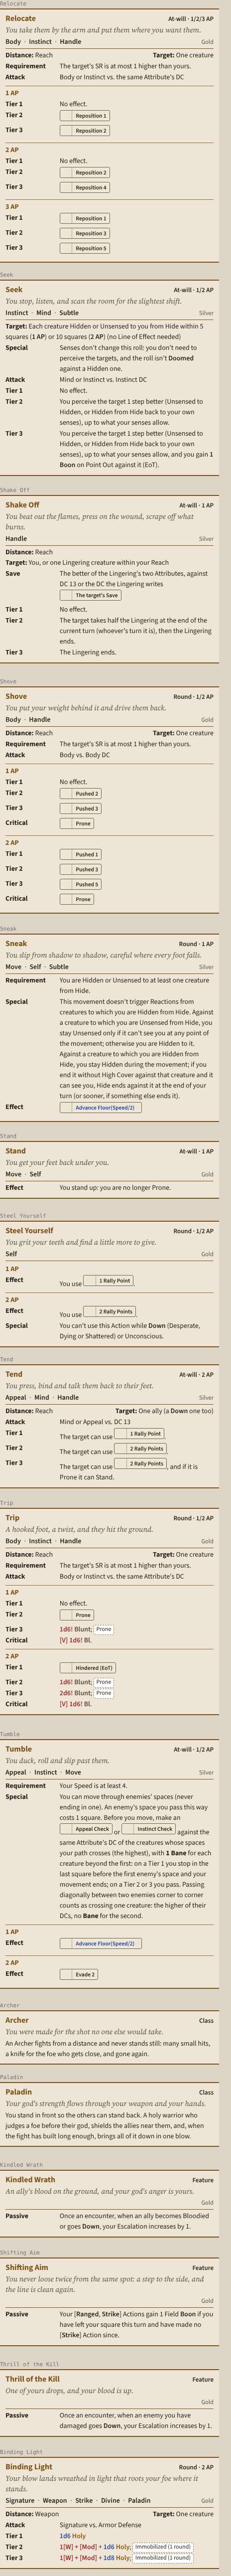 Relocate
Relocate At-will · 1/2/3 AP
You take them by the arm and put them where you want them.
Body · Instinct · Handle Gold
Distance: Reach Target: One creature
Requirement The target's SR is at most 1 higher than yours.
Attack Body or Instinct vs. the same Attribute's DC
1 AP
Tier 1 No effect.
Tier 2 Reposition 1
Tier 3 Reposition 2
2 AP
Tier 1 No effect.
Tier 2 Reposition 2
Tier 3 Reposition 4
3 AP
Tier 1 Reposition 1
Tier 2 Reposition 3
Tier 3 Reposition 5
Seek
Seek At-will · 1/2 AP
You stop, listen, and scan the room for the slightest shift.
Instinct · Mind · Subtle Silver
Target: Each creature Hidden or Unsensed to you from Hide within 5
squares (1 AP) or 10 squares (2 AP) (no Line of Effect needed)
Special Senses don't change this roll: you don't need to
perceive the targets, and the roll isn't Doomed
against a Hidden one.
Attack Mind or Instinct vs. Instinct DC
Tier 1 No effect.
Tier 2 You perceive the target 1 step better (Unsensed to
Hidden, or Hidden from Hide back to your own
senses), up to what your senses allow.
Tier 3 You perceive the target 1 step better (Unsensed to
Hidden, or Hidden from Hide back to your own
senses), up to what your senses allow, and you gain 1
Boon on Point Out against it (EoT).
Shake Off
Shake Off At-will · 1 AP
You beat out the flames, press on the wound, scrape off what
burns.
Handle Silver
Distance: Reach
Target: You, or one Lingering creature within your Reach
Save The better of the Lingering's two Attributes, against
DC 13 or the DC the Lingering writes
The target's Save
Tier 1 No effect.
Tier 2 The target takes half the Lingering at the end of the
current turn (whoever's turn it is), then the Lingering
ends.
Tier 3 The Lingering ends.
Shove
Shove Round · 1/2 AP
You put your weight behind it and drive them back.
Body · Handle Gold
Distance: Reach Target: One creature
Requirement The target's SR is at most 1 higher than yours.
Attack Body vs. Body DC
1 AP
Tier 1 No effect.
Tier 2 Pushed 2
Tier 3 Pushed 3
Critical Prone
2 AP
Tier 1 Pushed 1
Tier 2 Pushed 3
Tier 3 Pushed 5
Critical Prone
Sneak
Sneak Round · 1 AP
You slip from shadow to shadow, careful where every foot falls.
Move · Self · Subtle Silver
Requirement You are Hidden or Unsensed to at least one creature
from Hide.
Special This movement doesn't trigger Reactions from
creatures to which you are Hidden from Hide. Against
a creature to which you are Unsensed from Hide, you
stay Unsensed only if it can't see you at any point of
the movement; otherwise you are Hidden to it.
Against a creature to which you are Hidden from
Hide, you stay Hidden during the movement; if you
end without High Cover against that creature and it
can see you, Hide ends against it at the end of your
turn (or sooner, if something else ends it).
Effect Advance Floor(Speed/2)
Stand
Stand At-will · 1 AP
You get your feet back under you.
Move · Self Gold
Effect You stand up: you are no longer Prone.
Steel Yourself
Steel Yourself Round · 1/2 AP
You grit your teeth and find a little more to give.
Self Gold
1 AP
Effect You use 1 Rally Point.
2 AP
Effect You use 2 Rally Points.
Special You can't use this Action while Down (Desperate,
Dying or Shattered) or Unconscious.
Tend
Tend At-will · 2 AP
You press, bind and talk them back to their feet.
Appeal · Mind · Handle Silver
Distance: Reach Target: One ally (a Down one too)
Attack Mind or Appeal vs. DC 13
Tier 1 The target can use 1 Rally Point.
Tier 2 The target can use 2 Rally Points.
Tier 3 The target can use 2 Rally Points, and if it is
Prone it can Stand.
Trip
Trip Round · 1/2 AP
A hooked foot, a twist, and they hit the ground.
Body · Instinct · Handle Gold
Distance: Reach Target: One creature
Requirement The target's SR is at most 1 higher than yours.
Attack Body or Instinct vs. the same Attribute's DC
1 AP
Tier 1 No effect.
Tier 2 Prone
Tier 3 1d6! Blunt; Prone
Critical [V] 1d6! Bl.
2 AP
Tier 1 Hindered (EoT)
Tier 2 1d6! Blunt; Prone
Tier 3 2d6! Blunt; Prone
Critical [V] 1d6! Bl.
Tumble
Tumble At-will · 1/2 AP
You duck, roll and slip past them.
Appeal · Instinct · Move Silver
Requirement Your Speed is at least 4.
Special You can move through enemies' spaces (never
ending in one). An enemy's space you pass this way
costs 1 square. Before you move, make an
Appeal Check or Instinct Check against the
same Attribute's DC of the creatures whose spaces
your path crosses (the highest), with 1 Bane for each
creature beyond the first: on a Tier 1 you stop in the
last square before the first enemy's space and your
movement ends; on a Tier 2 or 3 you pass. Passing
diagonally between two enemies corner to corner
counts as crossing one creature: the higher of their
DCs, no Bane for the second.
1 AP
Effect Advance Floor(Speed/2)
2 AP
Effect Evade 2
Archer
Archer Class
You were made for the shot no one else would take.
An Archer fights from a distance and never stands still: many small hits,
a knife for the foe who gets close, and gone again.
Paladin
Paladin Class
Your god's strength flows through your weapon and your hands.
You stand in front so the others can stand back. A holy warrior who
judges a foe before their god, shields the allies near them, and, when
the fight has built long enough, brings all of it down in one blow.
Kindled Wrath
Kindled Wrath Feature
An ally's blood on the ground, and your god's anger is yours.
Gold
Passive Once an encounter, when an ally becomes Bloodied
or goes Down, your Escalation increases by 1.
Shifting Aim
Shifting Aim Feature
You never loose twice from the same spot: a step to the side, and
the line is clean again.
Gold
Passive Your [Ranged, Strike] Actions gain 1 Field Boon if you
have left your square this turn and have made no
[Strike] Action since.
Thrill of the Kill
Thrill of the Kill Feature
One of yours drops, and your blood is up.
Gold
Passive Once an encounter, when an enemy you have
damaged goes Down, your Escalation increases by 1.
Binding Light
Binding Light Round · 2 AP
Your blow lands wreathed in light that roots your foe where it
stands.
Signature · Weapon · Strike · Divine · Paladin Gold
Distance: Weapon Target: One creature
Attack Signature vs. Armor Defense
Tier 1 1d6 Holy
Tier 2 1[W] + [Mod] + 1d6 Holy; Immobilized (1 round)
Tier 3 1[W] + [Mod] + 1d8 Holy; Immobilized (1 round)